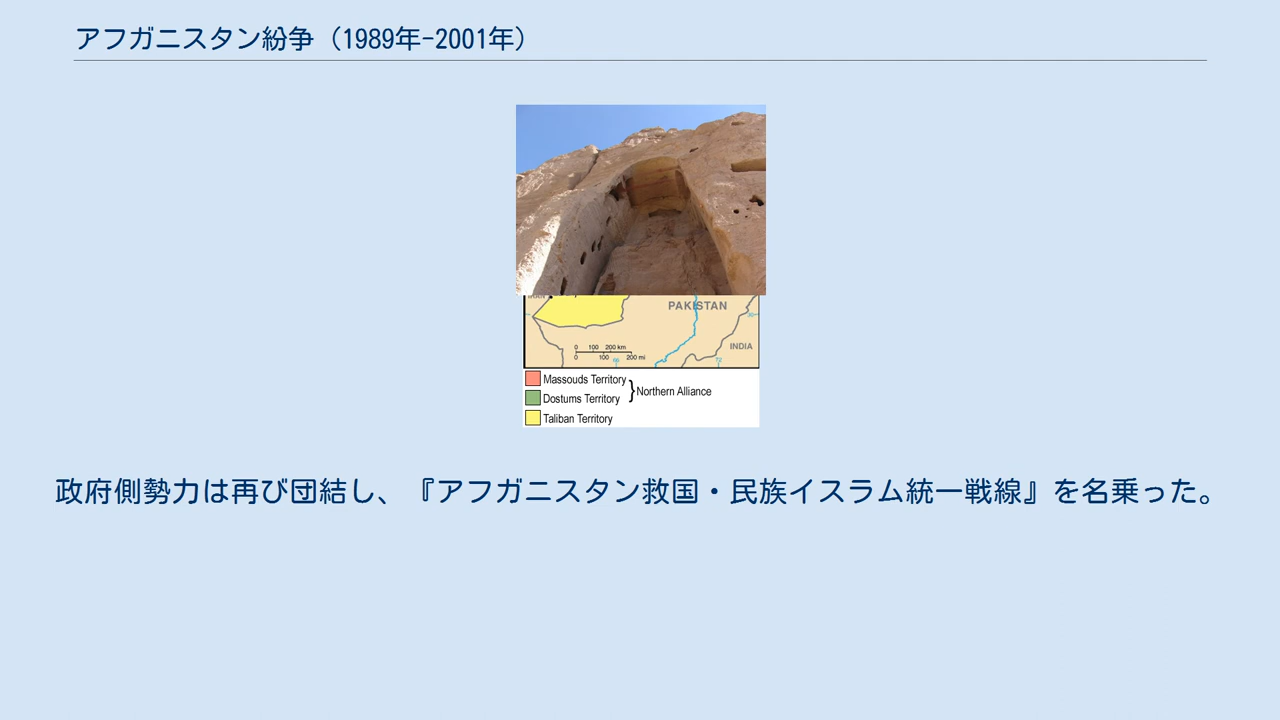 アフガニスタン紛争（1989年-2001年）
PAKISTAN
INDIA
0 100 200 km
0 100 200 mi
66
72
30
Massouds Territory
Dostums Territory
Northern Alliance
Taliban Territory
政府側勢力は再び団結し、『アフガニスタン救国・民族イスラム統一戦線』を名乗った。